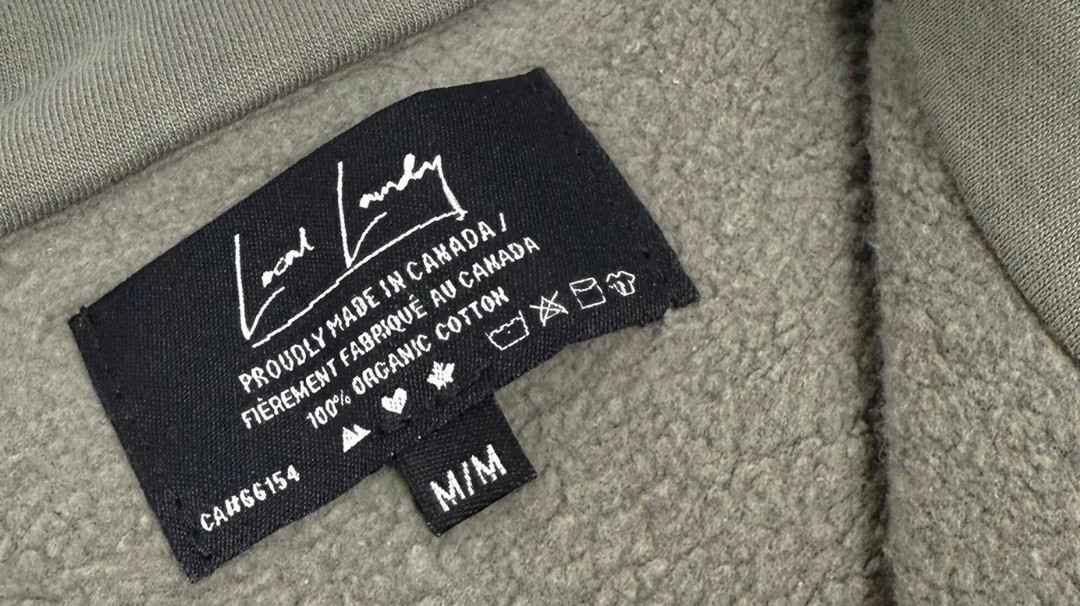 Local Laundry
PROUDLY MADE IN CANADA /
FIÈREMENT FABRIQUÉ AU CANADA
100% ORGANIC COTTON
CA#66154
M/M